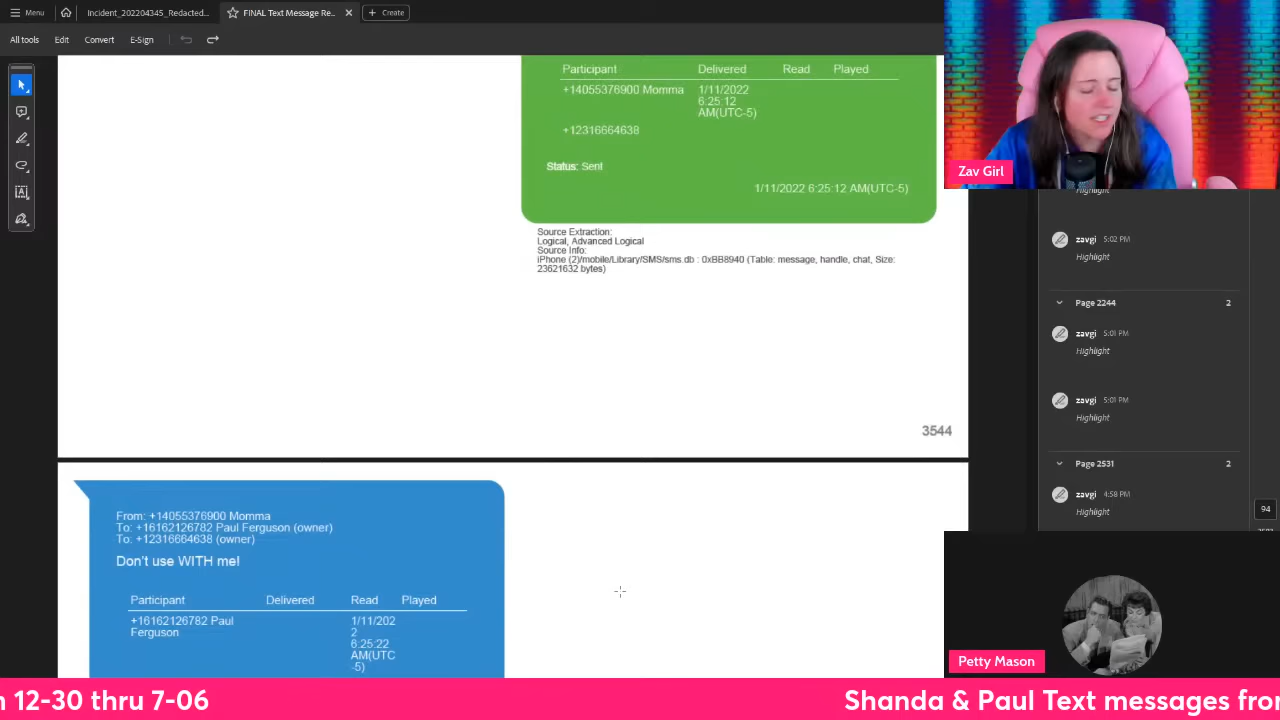 Menu
Incident_202204345_Redacted...
FINAL Text Message Re...
Create
All tools
Edit
Convert
E-Sign
Participant Delivered Read Played
+14055376900 Momma 1/11/2022
6:25:12
AM(UTC-5)
+12316664638
Status: Sent
1/11/2022 6:25:12 AM(UTC-5)
Source Extraction:
Logical, Advanced Logical
Source Info:
iPhone (2)/mobile/Library/SMS/sms.db : 0xBB8940 (Table: message, handle, chat, Size:
23621632 bytes)
3544
From: +14055376900 Momma
To: +16162126782 Paul Ferguson (owner)
To: +12316664638 (owner)
Don't use WITH me!
Participant Delivered Read Played
+16162126782 Paul 1/11/202
Ferguson 2
6:25:22
AM(UTC
-5)
Zav Girl
Highlight
zavgi 5:02 PM
Highlight
Page 2244 2
zavgi 5:01 PM
Highlight
zavgi 5:01 PM
Highlight
Page 2531 2
zavgi 4:58 PM
Highlight
94
Petty Mason
12-30 thru 7-06
Shanda & Paul Text messages from